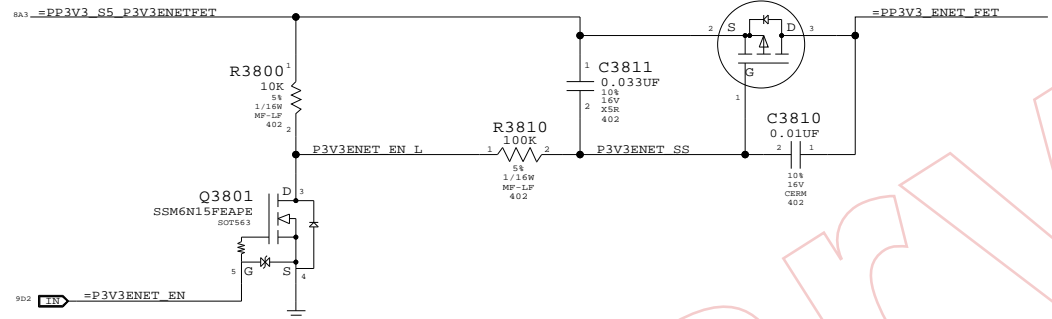 8A3 =PP3V3_S5_P3V3ENETFET
=PP3V3_ENET_FET
2 S D 3
G
1
R3800
10K
5%
1/16W
MF-LF
402
1
2
C3811
0.033UF
10%
16V
X5R
402
1
2
R3810
100K
1 2
5%
1/16W
MF-LF
402
C3810
0.01UF
2 1
10%
16V
CERM
402
P3V3ENET_EN_L
P3V3ENET_SS
Q3801
SSM6N15FEAPE
SOT563
D 3
5 G S 4
9D2 IN =P3V3ENET_EN